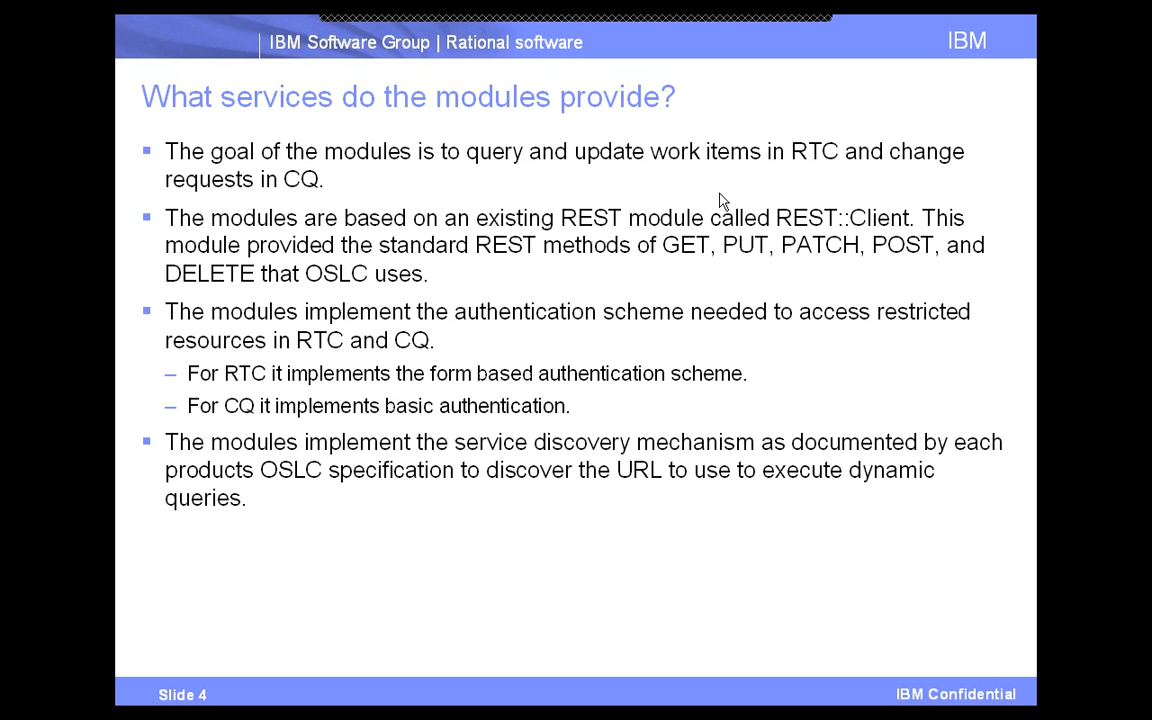 IBM Software Group | Rational software
IBM
What services do the modules provide?
The goal of the modules is to query and update work items in RTC and change
requests in CQ.
The modules are based on an existing REST module called REST::Client. This
module provided the standard REST methods of GET, PUT, PATCH, POST, and
DELETE that OSLC uses.
The modules implement the authentication scheme needed to access restricted
resources in RTC and CQ.
– For RTC it implements the form based authentication scheme.
– For CQ it implements basic authentication.
The modules implement the service discovery mechanism as documented by each
products OSLC specification to discover the URL to use to execute dynamic
queries.
Slide 4
IBM Confidential